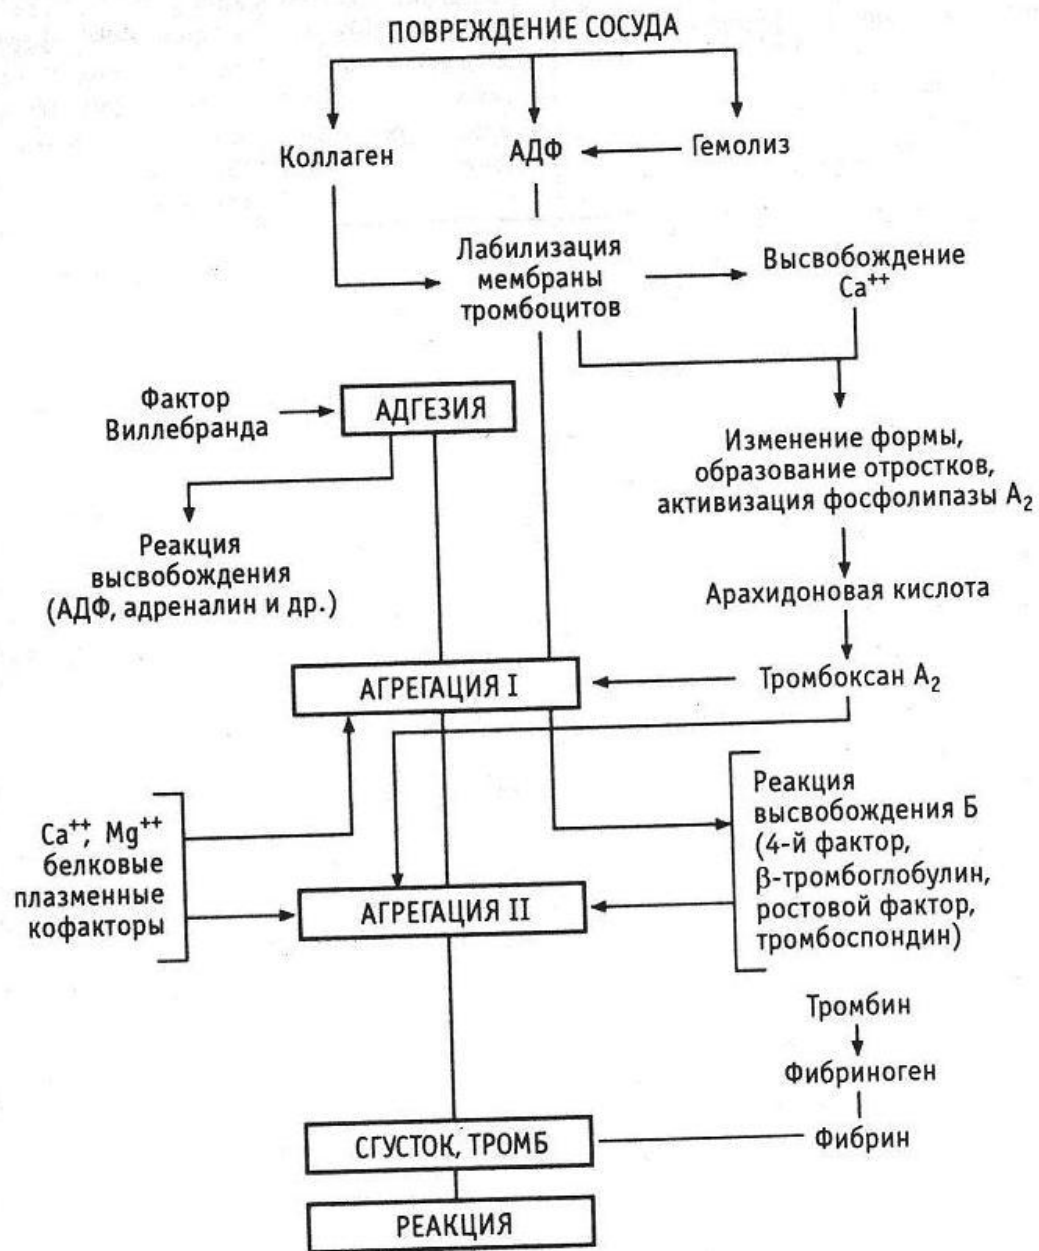 ПОВРЕЖДЕНИЕ СОСУДА
Коллаген
АДФ
Гемолиз
Лабилизация
мембраны
тромбоцитов
Высвобождение
Ca⁺⁺
Фактор
Виллебранда
АДГЕЗИЯ
Изменение формы,
образование отростков,
активизация фосфолипазы A₂
Реакция
высвобождения
(АДФ, адреналин и др.)
Арахидоновая кислота
АГРЕГАЦИЯ I
Тромбоксан A₂
Ca⁺⁺, Mg⁺⁺
белковые
плазменные
кофакторы
Реакция
высвобождения Б
(4-й фактор,
β-тромбоглобулин,
ростовой фактор,
тромбоспондин)
АГРЕГАЦИЯ II
Тромбин
Фибриноген
Фибрин
СГУСТОК, ТРОМБ
РЕАКЦИЯ